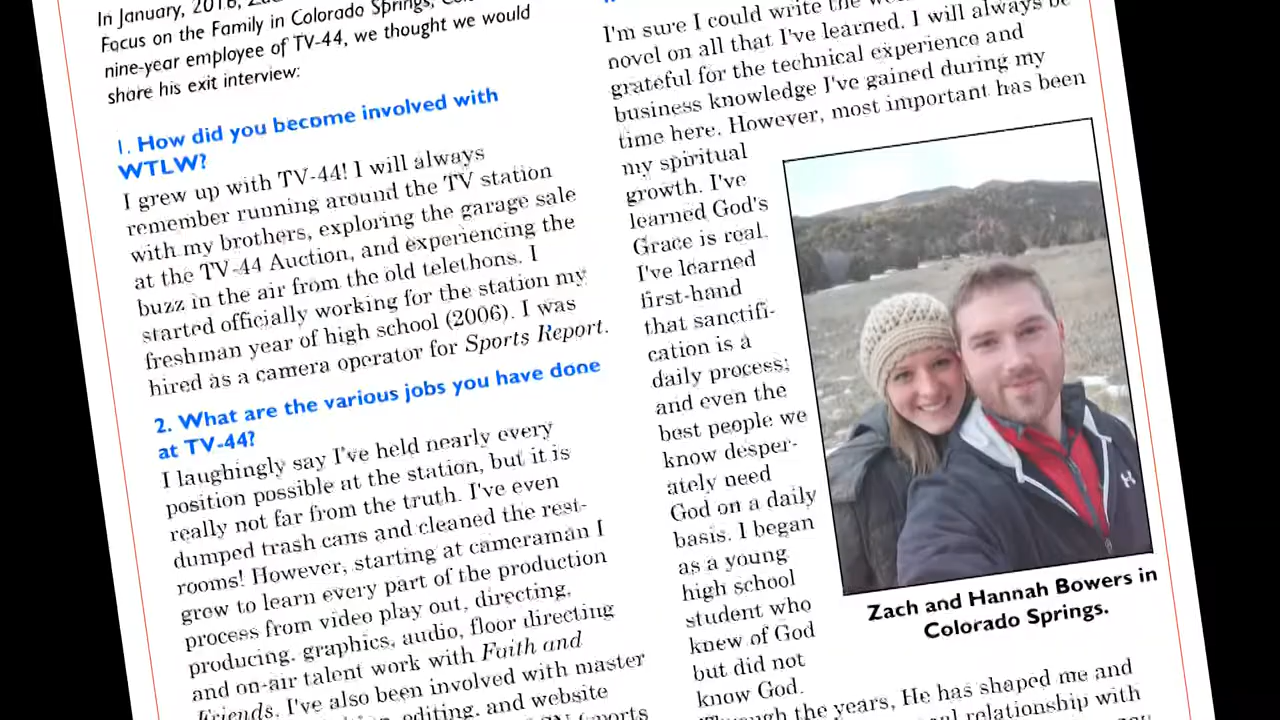 In January, 2016,
Focus on the Family in Colorado Springs,
nine-year employee of TV-44, we thought we would
share his exit interview:
1. How did you become involved with
WTLW?
I grew up with TV-44! I will always
remember running around the TV station
with my brothers, exploring the garage sale
at the TV-44 Auction, and experiencing the
buzz in the air from the old telethons. I
started officially working for the station my
freshman year of high school (2006). I was
hired as a camera operator for Sports Report.
2. What are the various jobs you have done
at TV-44?
I laughingly say I've held nearly every
position possible at the station, but it is
really not far from the truth. I've even
dumped trash cans and cleaned the rest-
rooms! However, starting at cameraman I
grew to learn every part of the production
process from video play out, directing,
producing, graphics, audio, floor directing
and on-air talent work with Faith and
Friends. I've also been involved with master
editing, and website
I'm sure I could write the
novel on all that I've learned. I will always be
grateful for the technical experience and
business knowledge I've gained during my
time here. However, most important has been
my spiritual
growth. I've
learned God's
Grace is real.
I've learned
first-hand
that sanctifi-
cation is a
daily process;
and even the
best people we
know desper-
ately need
God on a daily
basis. I began
as a young
high school
student who
knew of God
but did not
know God.
Through the years, He has shaped me and
relationship with
Zach and Hannah Bowers in
Colorado Springs.